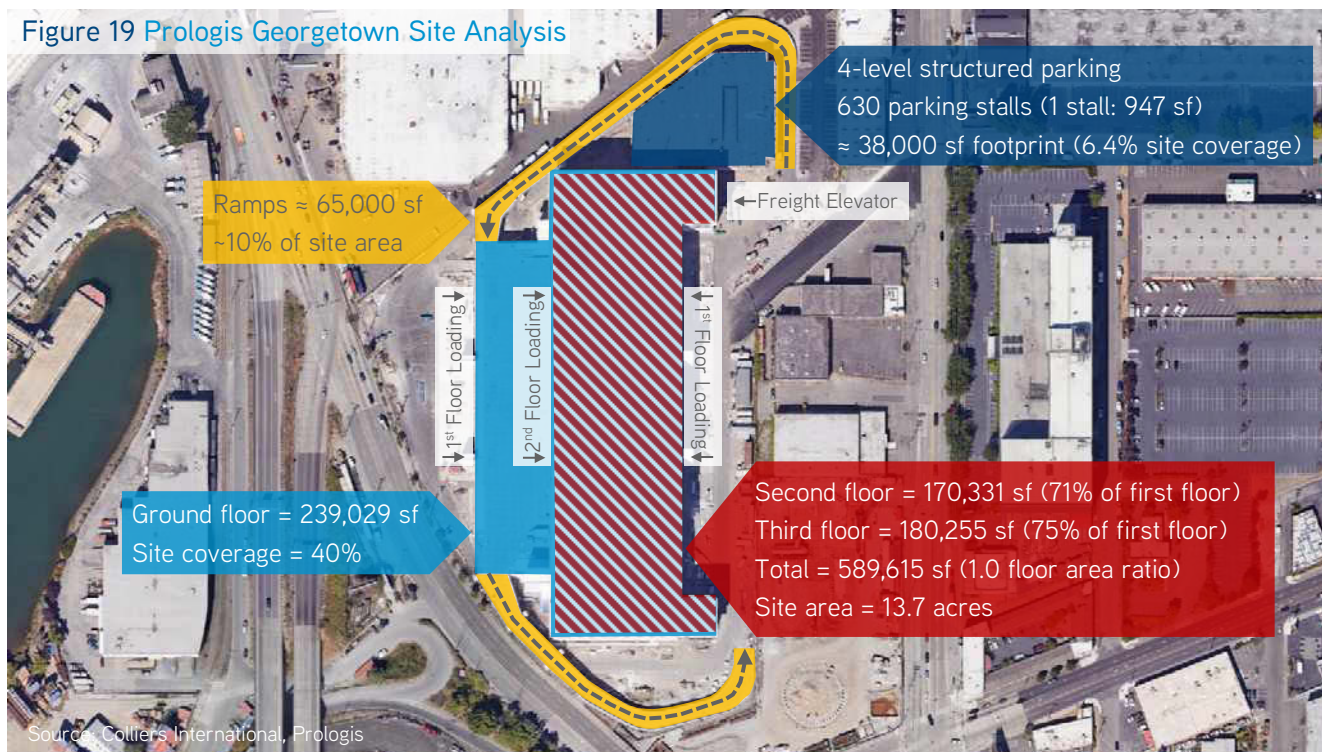 Figure 19 Prologis Georgetown Site Analysis
4-level structured parking
630 parking stalls (1 stall: 947 sf)
≈ 38,000 sf footprint (6.4% site coverage)
Ramps ≈ 65,000 sf
~10% of site area
←Freight Elevator
←1st Floor Loading→
←2nd Floor Loading→
←1st Floor Loading→
Ground floor = 239,029 sf
Site coverage = 40%
Second floor = 170,331 sf (71% of first floor)
Third floor = 180,255 sf (75% of first floor)
Total = 589,615 sf (1.0 floor area ratio)
Site area = 13.7 acres
Source: Colliers International, Prologis